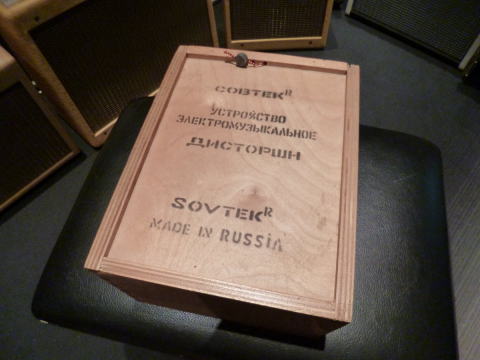 СОВТЕК R
УСТРОЙСТВО
ЭЛЕКТРОМУЗЫКАЛЬНОЕ
ДИСТОРШН
SOVTEK R
MADE IN RUSSIA